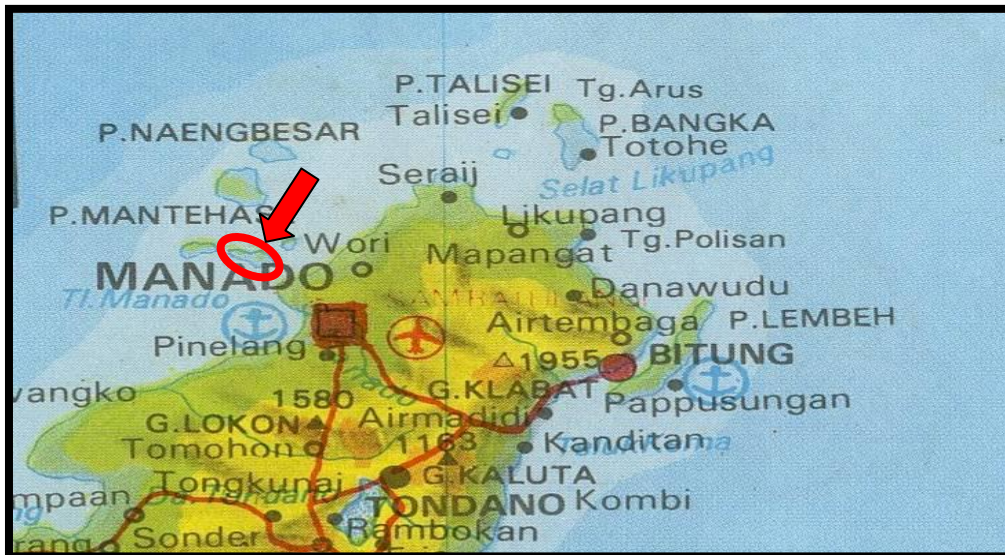 P.TALISEI
Tg.Arus
Talisei
P.BANGKA
P.NAENGBESAR
Totohe
Seraij
Selat Likupang
P.MANTEHAS
Likupang
Wori
Mapangat
Tg.Polisan
MANADO
Tl.Manado
Danawudu
Airtembaga
P.LEMBEH
Pinelang
1955
BITUNG
wangko
1580
G.KLABAT
Pappusungan
G.LOKON
Airmadidi
Tomohon
1163
Kanditan
Tongkunai
G.KALUTA
mpaan
TONDANO
Kombi
Sonder
Rambokan